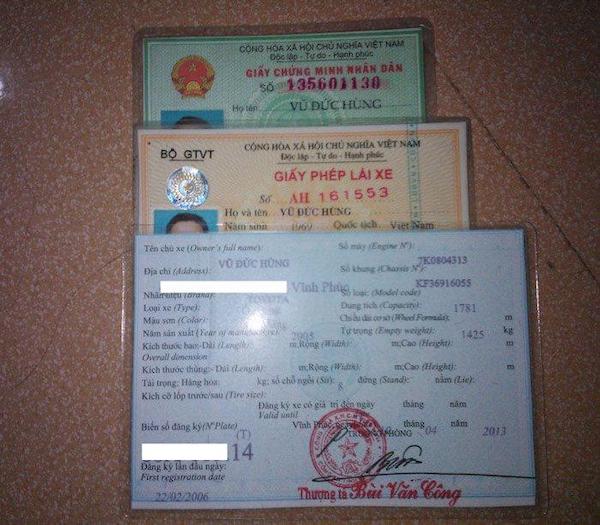 CỘNG HÒA XÃ HỘI CHỦ NGHĨA VIỆT NAM
Độc lập - Tự do - Hạnh phúc
GIẤY CHỨNG MINH NHÂN DÂN
SỐ 135601130
Họ tên VŨ ĐỨC HÙNG
BỘ GTVT
CỘNG HÒA XÃ HỘI CHỦ NGHĨA VIỆT NAM
Độc lập - Tự do - Hạnh phúc
GIẤY PHÉP LÁI XE
Số AH 161553
Họ và tên VŨ ĐỨC HÙNG
Năm sinh 1969 Quốc tịch Việt Nam
Tên chủ xe (Owner's full name): Số máy (Engine Nº):
VŨ ĐỨC HÙNG 7K0804313
Địa chỉ (Address): Số khung (Chassis Nº):
Vĩnh Phúc KF36916055
Nhãn hiệu (Brand): TOYOTA Số loại: (Model code)
Loại xe (Type): Dung tích (Capacity): 1781
Màu sơn (Color): Chiều dài cơ sở (Wheel Formula): m
Năm sản xuất (Year of manufacture) 2005 Tự trọng (Empty weight): 1425 kg
Kích thước bao:- Dài (Length): m;Rộng (Width): m;Cao (Height): m
Overall dimension
Kích thước thùng:- Dài (Length): m;Rộng (Width): m;Cao (Height): m
Tải trọng: Hàng hóa: kg; số chỗ ngồi (Sit): 8 đứng (Stand): nằm (Lie):
Kích cỡ lốp trước/sau (Tire size):
Đăng ký xe có giá trị đến ngày tháng năm
Valid until
Biển số đăng ký(Nº Plate) Vĩnh Phúc, ngày 04 tháng năm 2013
(T) TRƯỞNG PHÒNG
14
Đăng ký lần đầu ngày:
First registration date
22/02/2006
Thượng tá Bùi Văn Công